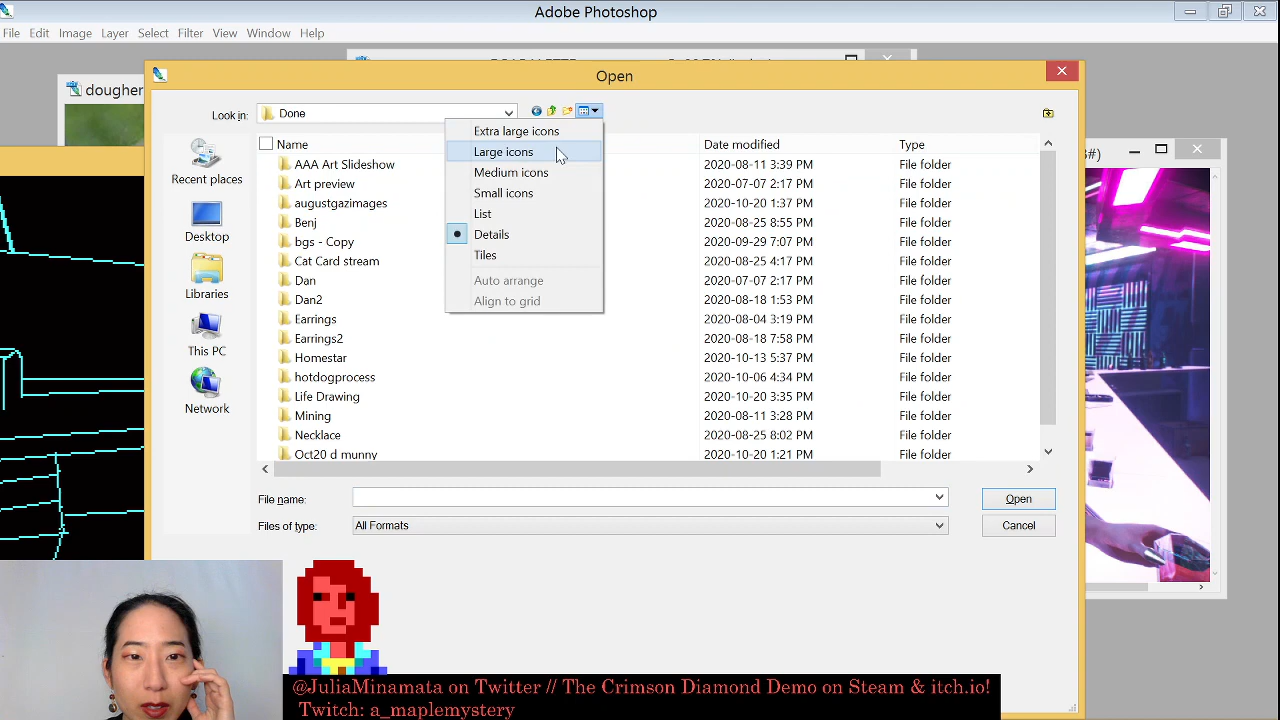 Adobe Photoshop
File Edit Image Layer Select Filter View Window Help
dougher
Open
Look in: Done
Extra large icons
Large icons
Medium icons
Small icons
List
Details
Tiles
Auto arrange
Align to grid
Recent places
Desktop
Libraries
This PC
Network
Name Date modified Type
AAA Art Slideshow 2020-08-11 3:39 PM File folder
Art preview 2020-07-07 2:17 PM File folder
augustgazimages 2020-10-20 1:37 PM File folder
Benj 2020-08-25 8:55 PM File folder
bgs - Copy 2020-09-29 7:07 PM File folder
Cat Card stream 2020-08-25 4:17 PM File folder
Dan 2020-10-20 2:17 PM File folder
Dan2 2020-08-18 1:53 PM File folder
Earrings 2020-08-04 3:19 PM File folder
Earrings2 2020-08-18 7:58 PM File folder
Homestar 2020-10-13 5:37 PM File folder
hotdogprocess 2020-10-06 4:34 PM File folder
Life Drawing 2020-10-20 3:35 PM File folder
Mining 2020-08-11 3:28 PM File folder
Necklace 2020-08-25 8:02 PM File folder
Oct20 d munny 2020-10-20 1:21 PM File folder
File name: Open
Files of type: All Formats Cancel
#)
@JuliaMinamata on Twitter // The Crimson Diamond Demo on Steam & itch.io!
Twitch: a_maplemystery